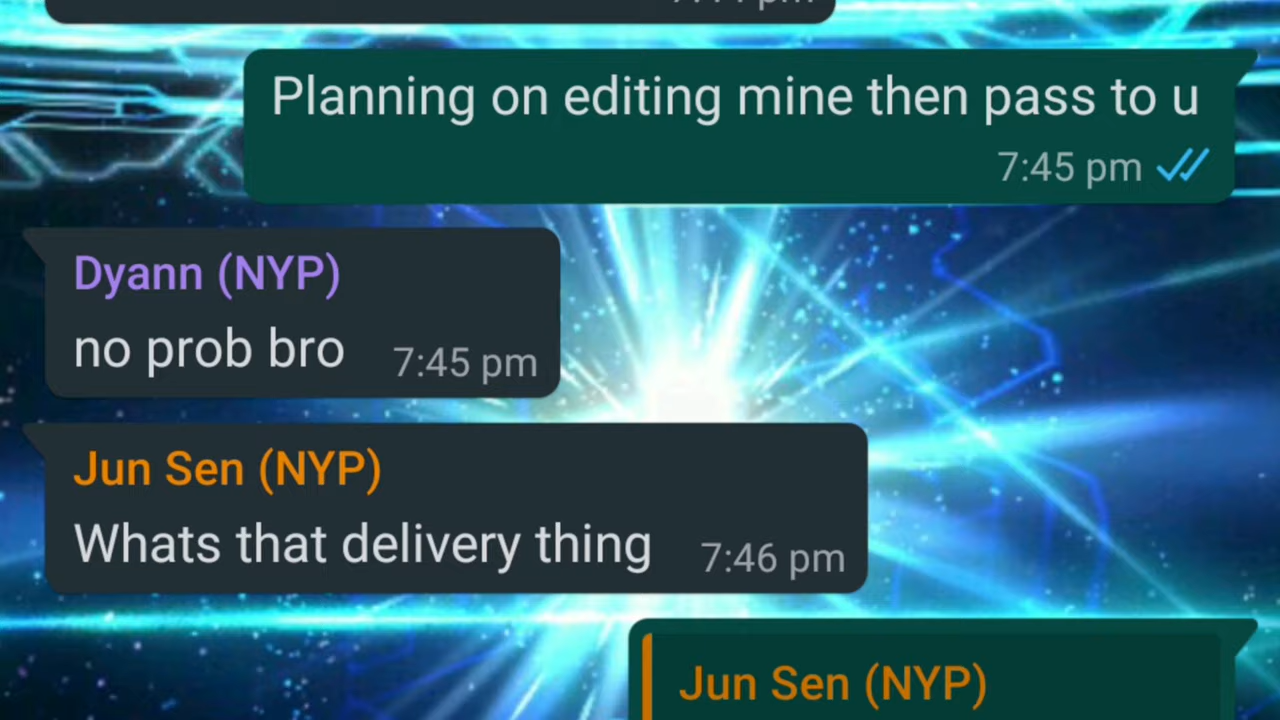 Planning on editing mine then pass to u
7:45 pm
Dyann (NYP)
no prob bro 7:45 pm
Jun Sen (NYP)
Whats that delivery thing 7:46 pm
Jun Sen (NYP)